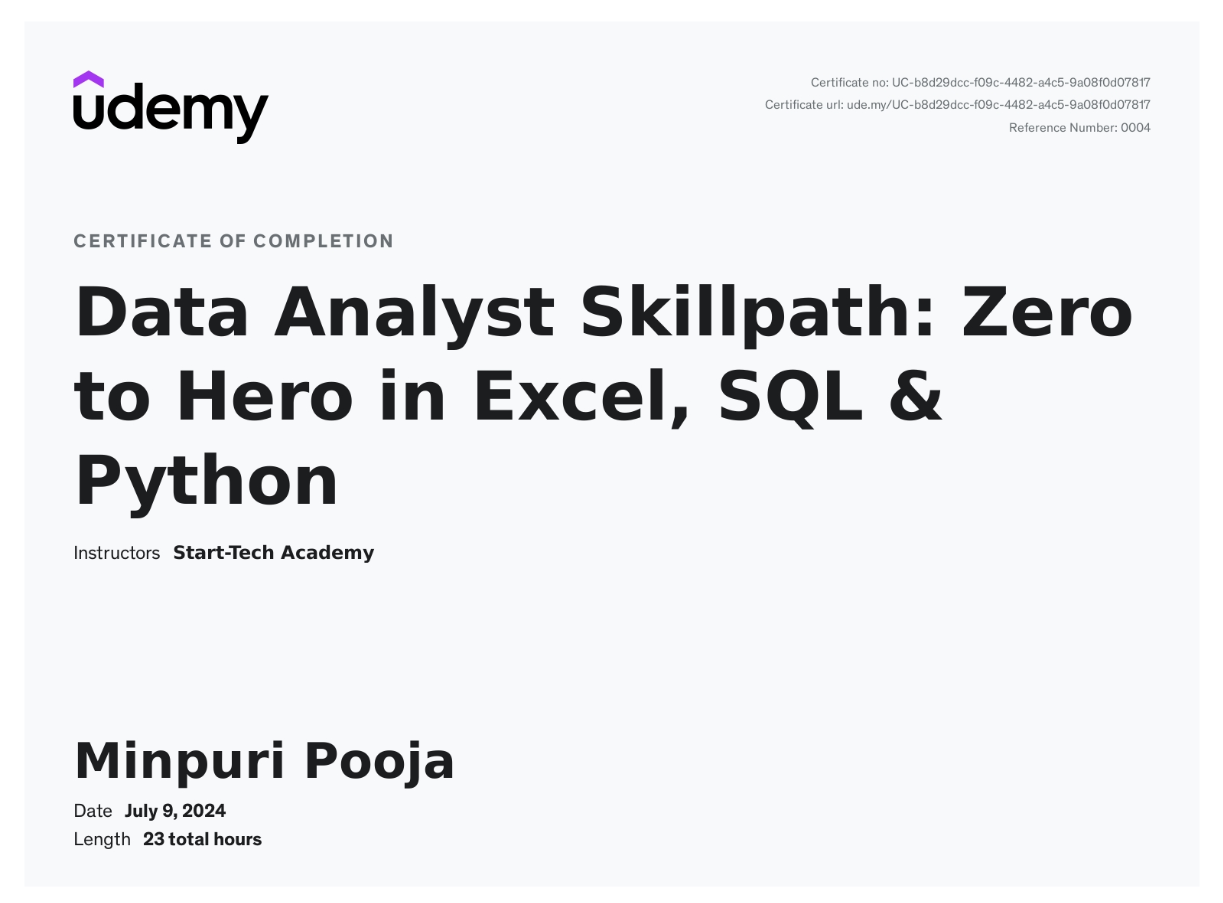 udemy
Certificate no: UC-b8d29dcc-f09c-4482-a4c5-9a08f0d07817
Certificate url: ude.my/UC-b8d29dcc-f09c-4482-a4c5-9a08f0d07817
Reference Number: 0004
CERTIFICATE OF COMPLETION
Data Analyst Skillpath: Zero
to Hero in Excel, SQL &
Python
Instructors Start-Tech Academy
Minpuri Pooja
Date July 9, 2024
Length 23 total hours